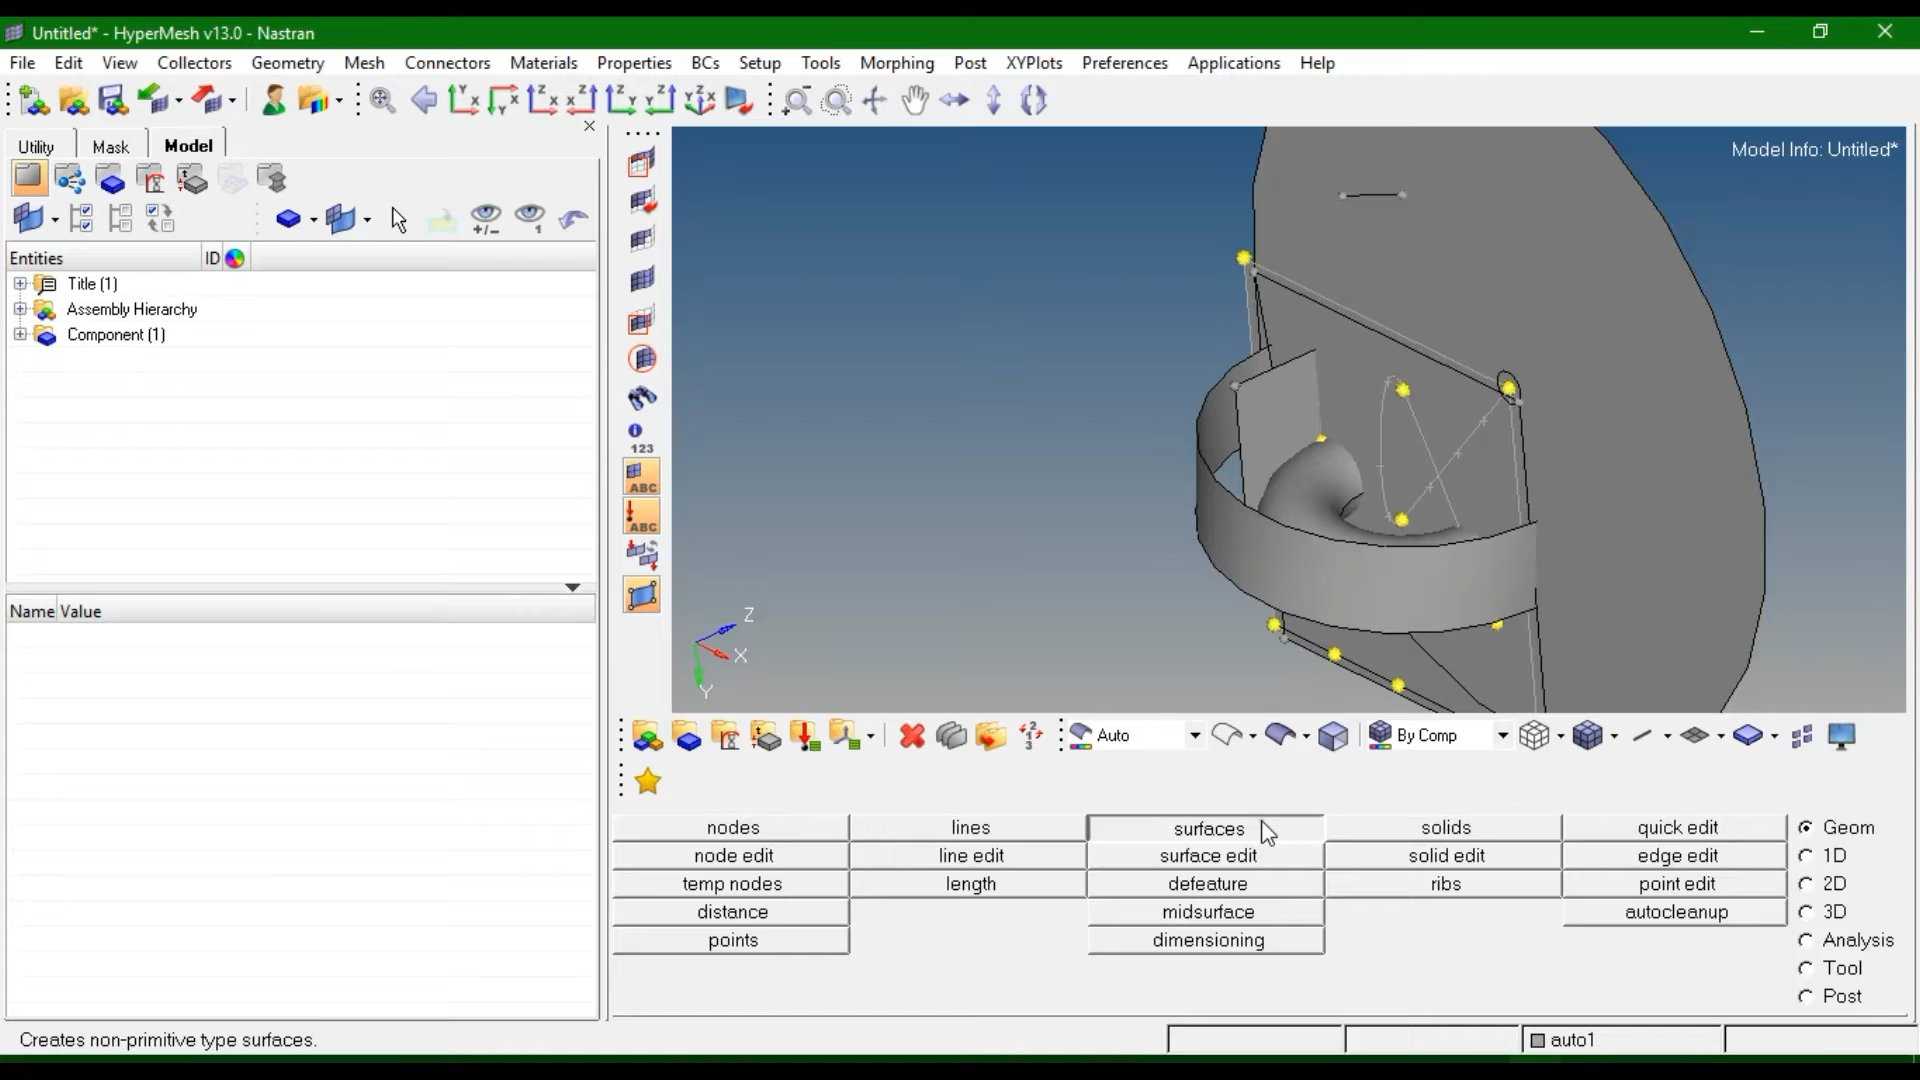 Untitled* - HyperMesh v13.0 - Nastran
File Edit View Collectors Geometry Mesh Connectors Materials Properties BCs Setup Tools Morphing Post XYPlots Preferences Applications Help
Utility Mask Model
Model Info: Untitled*
Entities ID
Title (1)
Assembly Hierarchy
Component (1)
123
ABC
ABC
Z
X
Y
Name Value
Auto
By Comp
nodes lines surfaces solids quick edit Geom
node edit line edit surface edit solid edit edge edit 1D
temp nodes length defeature ribs point edit 2D
distance midsurface autocleanup 3D
points dimensioning Analysis
Tool
Post
Creates non-primitive type surfaces.
auto1